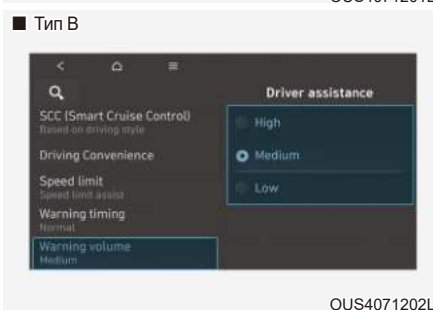 Тип B
Driver assistance
SCC (Smart Cruise Control)
Based on driving style
Driving Convenience
Speed limit
Speed limit assist
Warning timing
Normal
Warning volume
Medium
High
Medium
Low
OUS4071202L